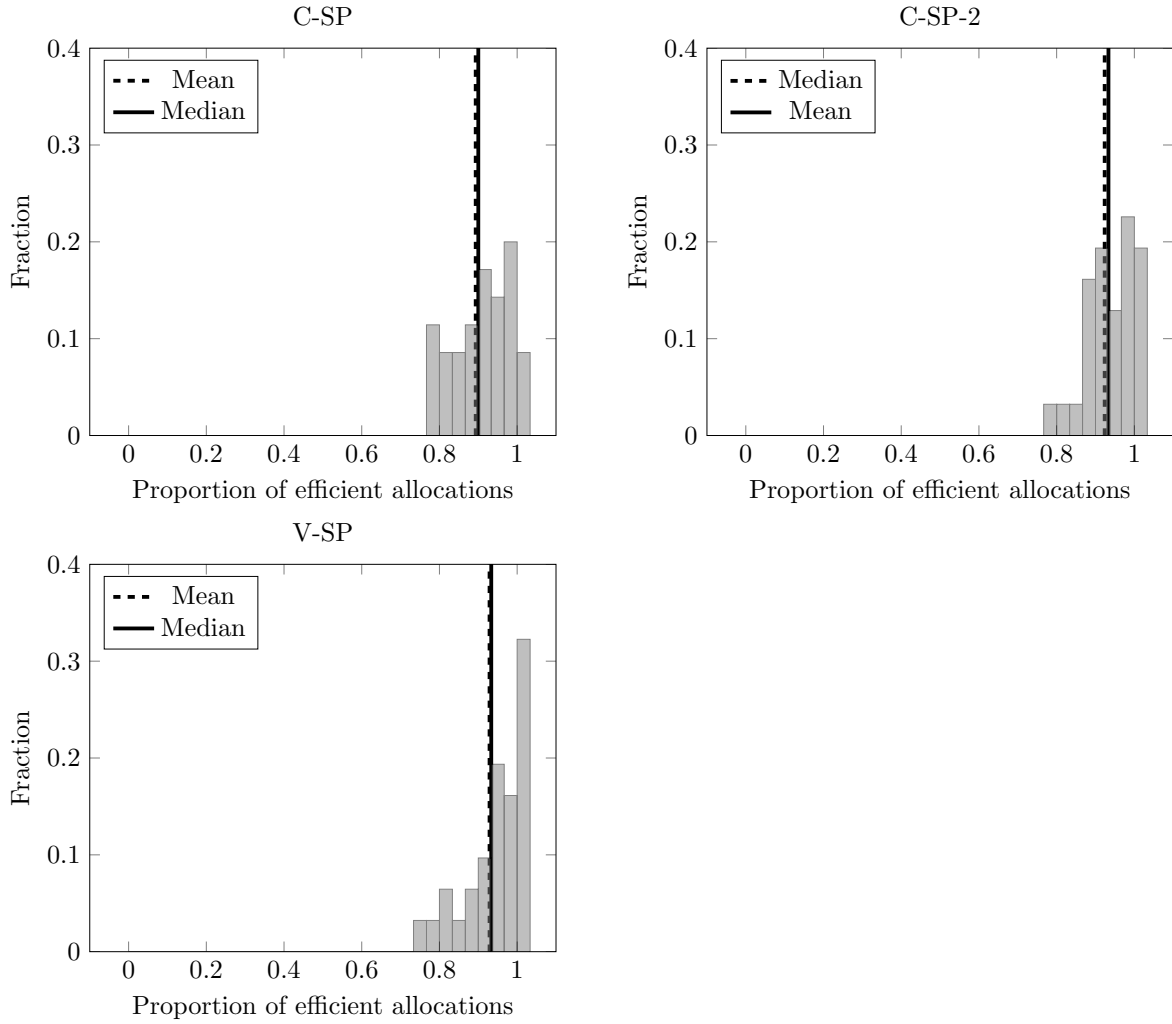 C-SP
0.4
0.3
0.2
0.1
0
Fraction
Mean
Median
0 0.2 0.4 0.6 0.8 1
Proportion of efficient allocations
C-SP-2
0.4
0.3
0.2
0.1
0
Fraction
Median
Mean
0 0.2 0.4 0.6 0.8 1
Proportion of efficient allocations
V-SP
0.4
0.3
0.2
0.1
0
Fraction
Mean
Median
0 0.2 0.4 0.6 0.8 1
Proportion of efficient allocations